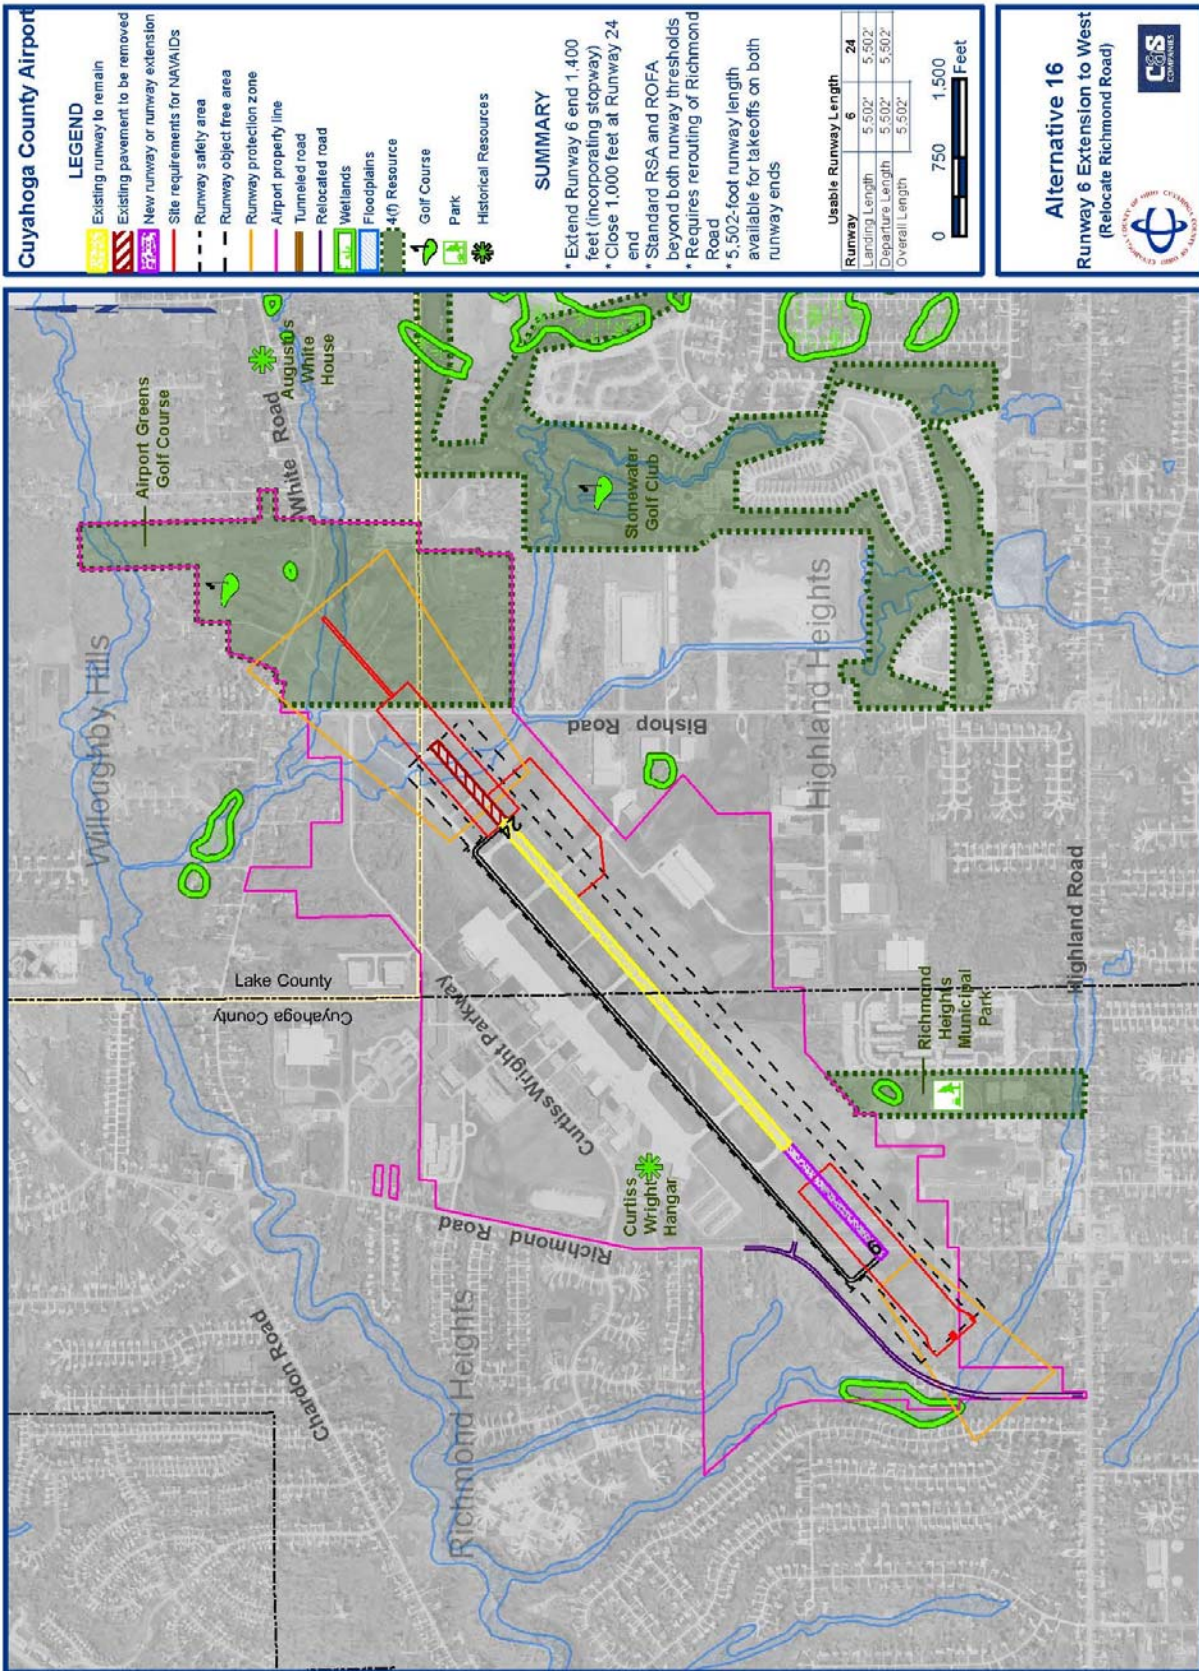 Cuyahoga County Airport
LEGEND
Existing runway to remain
Existing pavement to be removed
New runway or runway extension
Site requirements for NAVAIDs
Runway safety area
Runway object free area
Runway protection zone
Airport property line
Tunneled road
Relocated road
Wetlands
Floodplains
4(f) Resource
Golf Course
Park
Historical Resources
SUMMARY
* Extend Runway 6 end 1,400
feet (incorporating stopway)
* Close 1,000 feet at Runway 24
end
* Standard RSA and ROFA
beyond both runway thresholds
* Requires rerouting of Richmond
Road
* 5,502-foot runway length
available for takeoffs on both
runway ends
Usable Runway Length
Runway 6 24
Landing Length 5,502' 5,502'
Departure Length 5,502' 5,502'
Overall Length 5,502'
0 750 1,500
Feet
Alternative 16
Runway 6 Extension to West
(Relocate Richmond Road)
C&S
COMPANIES
N
Willoughby Hills
Airport Greens
Golf Course
White Road
Augustus
White
House
Lake County
Cuyahoga County
Chardon Road
Richmond Heights
Richmond Road
Curtiss Wright Parkway
Curtiss
Wright
Hangar
24
6
Bishop Road
Stonewater
Golf Club
Highland Heights
Richmond
Heights
Municipal
Park
Highland Road